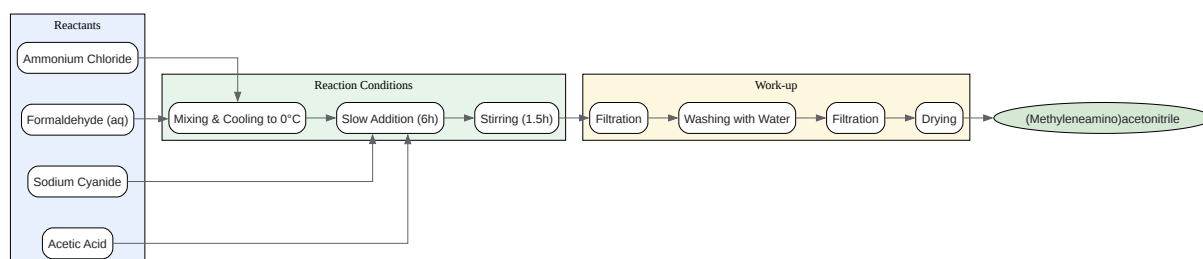 Reactants
Ammonium Chloride
Formaldehyde (aq)
Sodium Cyanide
Acetic Acid
Reaction Conditions
Mixing & Cooling to 0°C
Slow Addition (6h)
Stirring (1.5h)
Work-up
Filtration
Washing with Water
Filtration
Drying
(Methyleneamino)acetonitrile